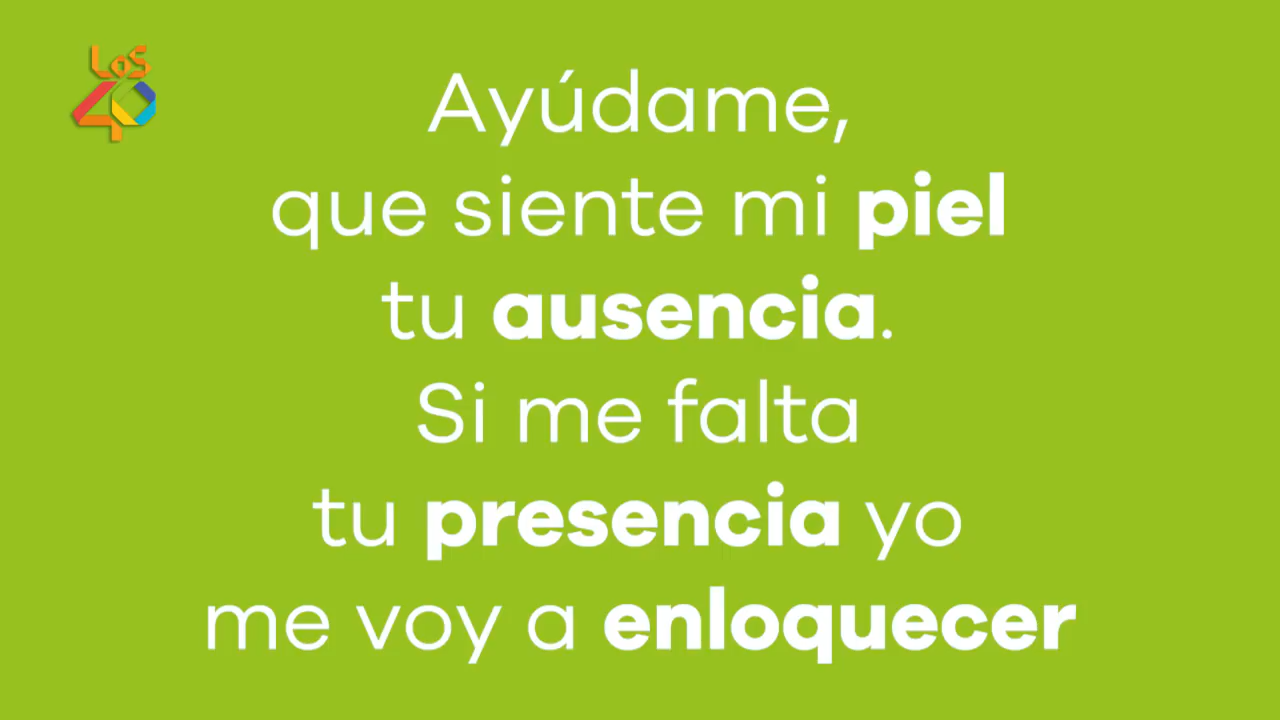 LOS
40
Ayúdame,
que siente mi piel
tu ausencia.
Si me falta
tu presencia yo
me voy a enloquecer